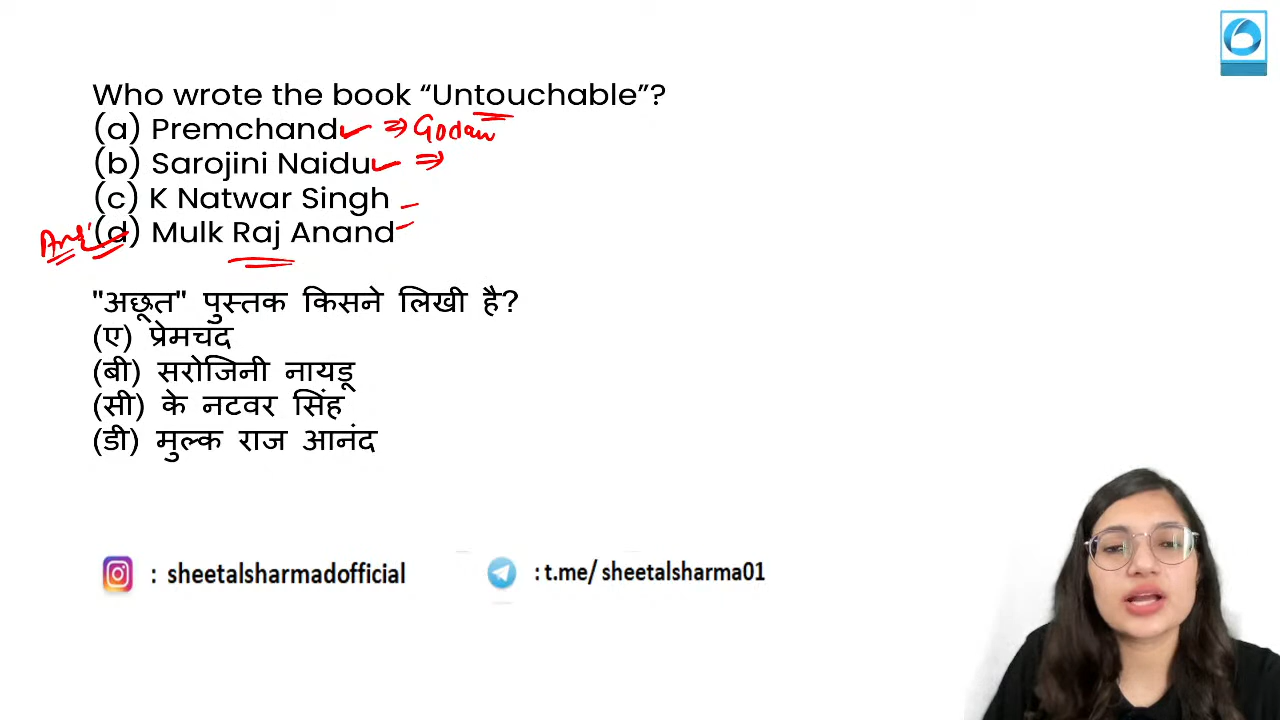 Who wrote the book “Untouchable”?
(a) Premchand ✓ ⇒ Godan
(b) Sarojini Naidu ✓ ⇒
(c) K Natwar Singh –
Ans (d) Mulk Raj Anand –
"अछूत" पुस्तक किसने लिखी है?
(ए) प्रेमचंद
(बी) सरोजिनी नायडू
(सी) के नटवर सिंह
(डी) मुल्क राज आनंद
: sheetalsharmadofficial
: t.me/ sheetalsharma01